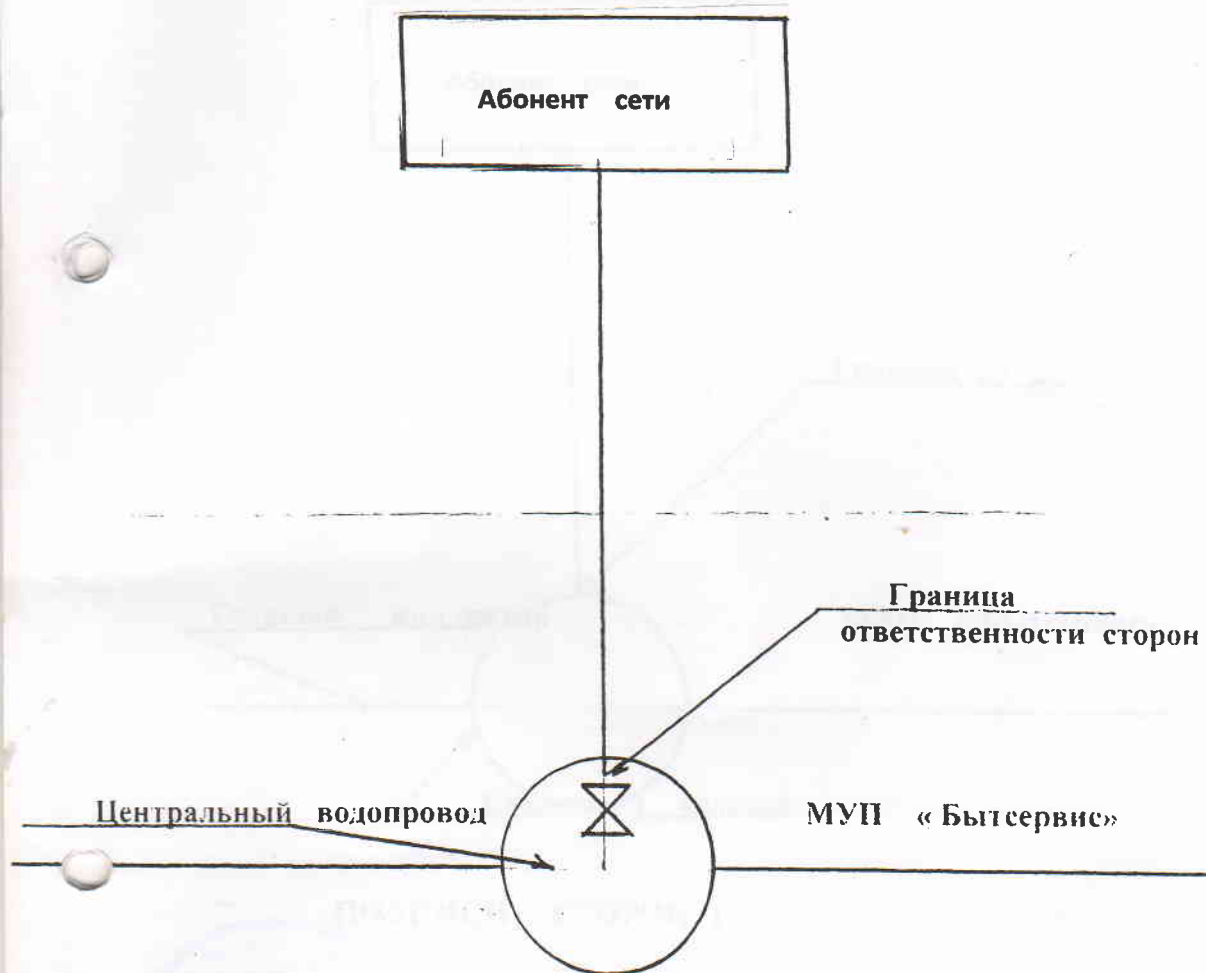 Абонент сети
Граница
ответственности сторон
Центральный водопровод
МУП « Бытсервис»